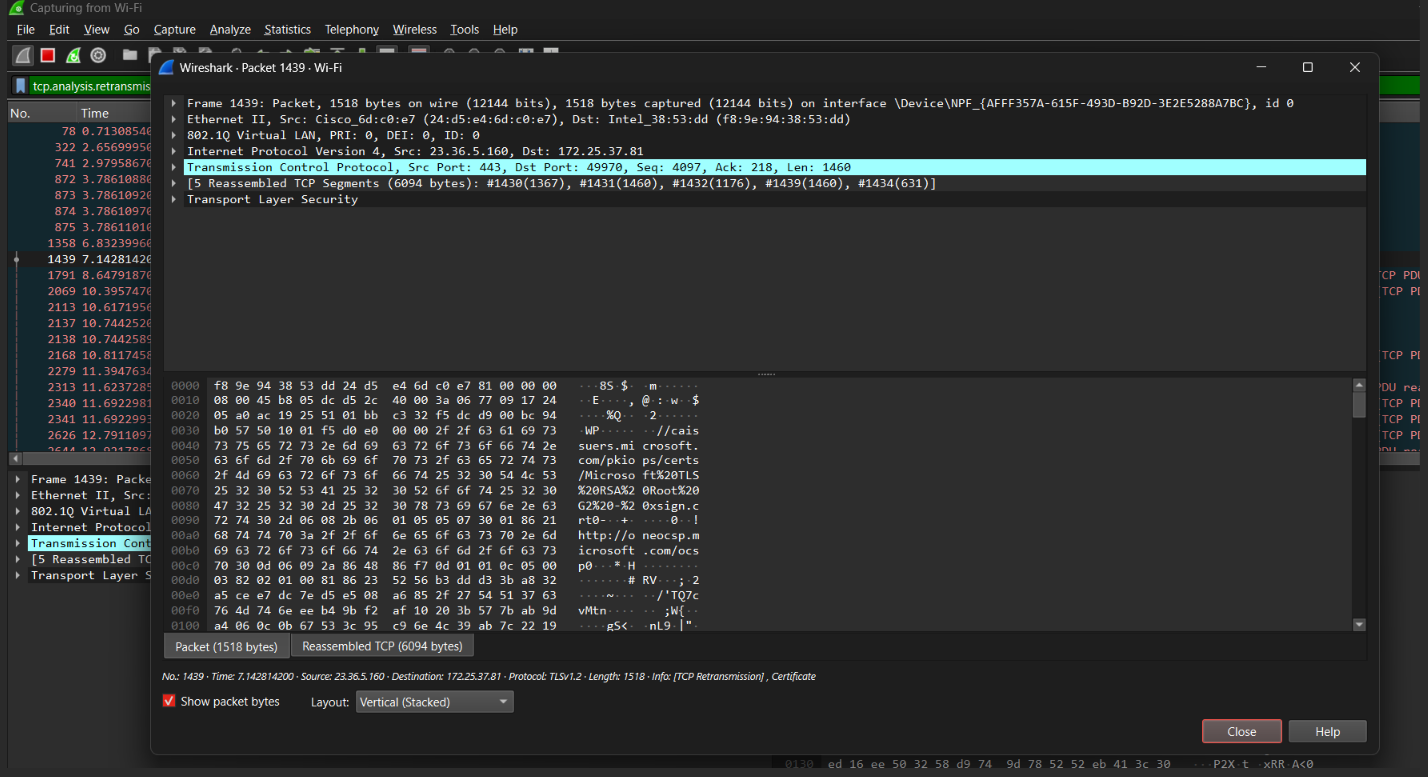 Capturing from Wi-Fi
File Edit View Go Capture Analyze Statistics Telephony Wireless Tools Help
tcp.analysis.retransmis
No. Time
78 0.71308540
322 2.65699950
741 2.97958670
872 3.78610880
873 3.78610920
874 3.78610970
875 3.78611010
1358 6.83239960
1439 7.14281420
1791 8.64791870
2069 10.3957470
2113 10.6171956
2137 10.7442520
2138 10.7442589
2168 10.8117458
2279 11.3947634
2313 11.6237285
2340 11.6922981
2341 11.6922993
2626 12.7911097
Frame 1439: Packe
Ethernet II, Src:
802.1Q Virtual LA
Internet Protocol
Transmission Cont
[5 Reassembled TC
Transport Layer S
Wireshark · Packet 1439 · Wi-Fi
Frame 1439: Packet, 1518 bytes on wire (12144 bits), 1518 bytes captured (12144 bits) on interface \Device\NPF_{AFFF357A-615F-493D-B92D-3E2E5288A7BC}, id 0
Ethernet II, Src: Cisco_6d:c0:e7 (24:d5:e4:6d:c0:e7), Dst: Intel_38:53:dd (f8:9e:94:38:53:dd)
802.1Q Virtual LAN, PRI: 0, DEI: 0, ID: 0
Internet Protocol Version 4, Src: 23.36.5.160, Dst: 172.25.37.81
Transmission Control Protocol, Src Port: 443, Dst Port: 49970, Seq: 4097, Ack: 218, Len: 1460
[5 Reassembled TCP Segments (6094 bytes): #1430(1367), #1431(1460), #1432(1176), #1439(1460), #1434(631)]
Transport Layer Security
0000 f8 9e 94 38 53 dd 24 d5 e4 6d c0 e7 81 00 00 00 ···8S·$· ·m······
0010 08 00 45 b8 05 dc d5 2c 40 00 3a 06 77 09 17 24 ··E····, @·:·w··$
0020 05 a0 ac 19 25 51 01 bb c3 32 f5 dc d9 00 bc 94 ····%Q·· ·2······
0030 b0 57 50 10 01 f5 d0 e0 00 00 2f 2f 63 61 69 73 ·WP····· ··//cais
0040 73 75 65 72 73 2e 6d 69 63 72 6f 73 6f 66 74 2e suers.mi crosoft.
0050 63 6f 6d 2f 70 6b 69 6f 70 73 2f 63 65 72 74 73 com/pkio ps/certs
0060 2f 4d 69 63 72 6f 73 6f 66 74 25 32 30 54 4c 53 /Microso ft%20TLS
0070 25 32 30 52 53 41 25 32 30 52 6f 6f 74 25 32 30 %20RSA%2 0Root%20
0080 47 32 25 32 30 2d 25 32 30 78 73 69 67 6e 2e 63 G2%20-%2 0xsign.c
0090 72 74 30 2d 06 08 2b 06 01 05 05 07 30 01 86 21 rt0-··+· ····0··!
00a0 68 74 74 70 3a 2f 2f 6f 6e 65 6f 63 73 70 2e 6d http://o neocsp.m
00b0 69 63 72 6f 73 6f 66 74 2e 63 6f 6d 2f 6f 63 73 icrosoft .com/ocs
00c0 70 30 0d 06 09 2a 86 48 86 f7 0d 01 01 0c 05 00 p0···*·H ········
00d0 03 82 02 01 00 81 86 23 52 56 b3 dd d3 3b a8 32 ·······# RV···;·2
00e0 a5 ce e7 dc 7e d5 e5 08 a6 85 2f 27 54 51 37 63 ····~··· ··/'TQ7c
00f0 76 4d 74 6e ee b4 9b f2 af 10 20 3b 57 7b ab 9d vMtn···· ·· ;W{··
0100 a4 06 0c 0b 67 53 3c 95 c9 6e 4c 39 ab 7c 22 19 ····gS<· ·nL9·|"·
Packet (1518 bytes) Reassembled TCP (6094 bytes)
No.: 1439 · Time: 7.142814200 · Source: 23.36.5.160 · Destination: 172.25.37.81 · Protocol: TLSv1.2 · Length: 1518 · Info: [TCP Retransmission] , Certificate
Show packet bytes Layout: Vertical (Stacked)
Close Help
TCP PDU
TCP PD
TCP PD
PDU rea
TCP PD
TCP PD
TCP PD
0130 ed 16 ee 50 32 58 d9 74 9d 78 52 52 eb 41 3c 30 ···P2X·t ·xRR·A<0